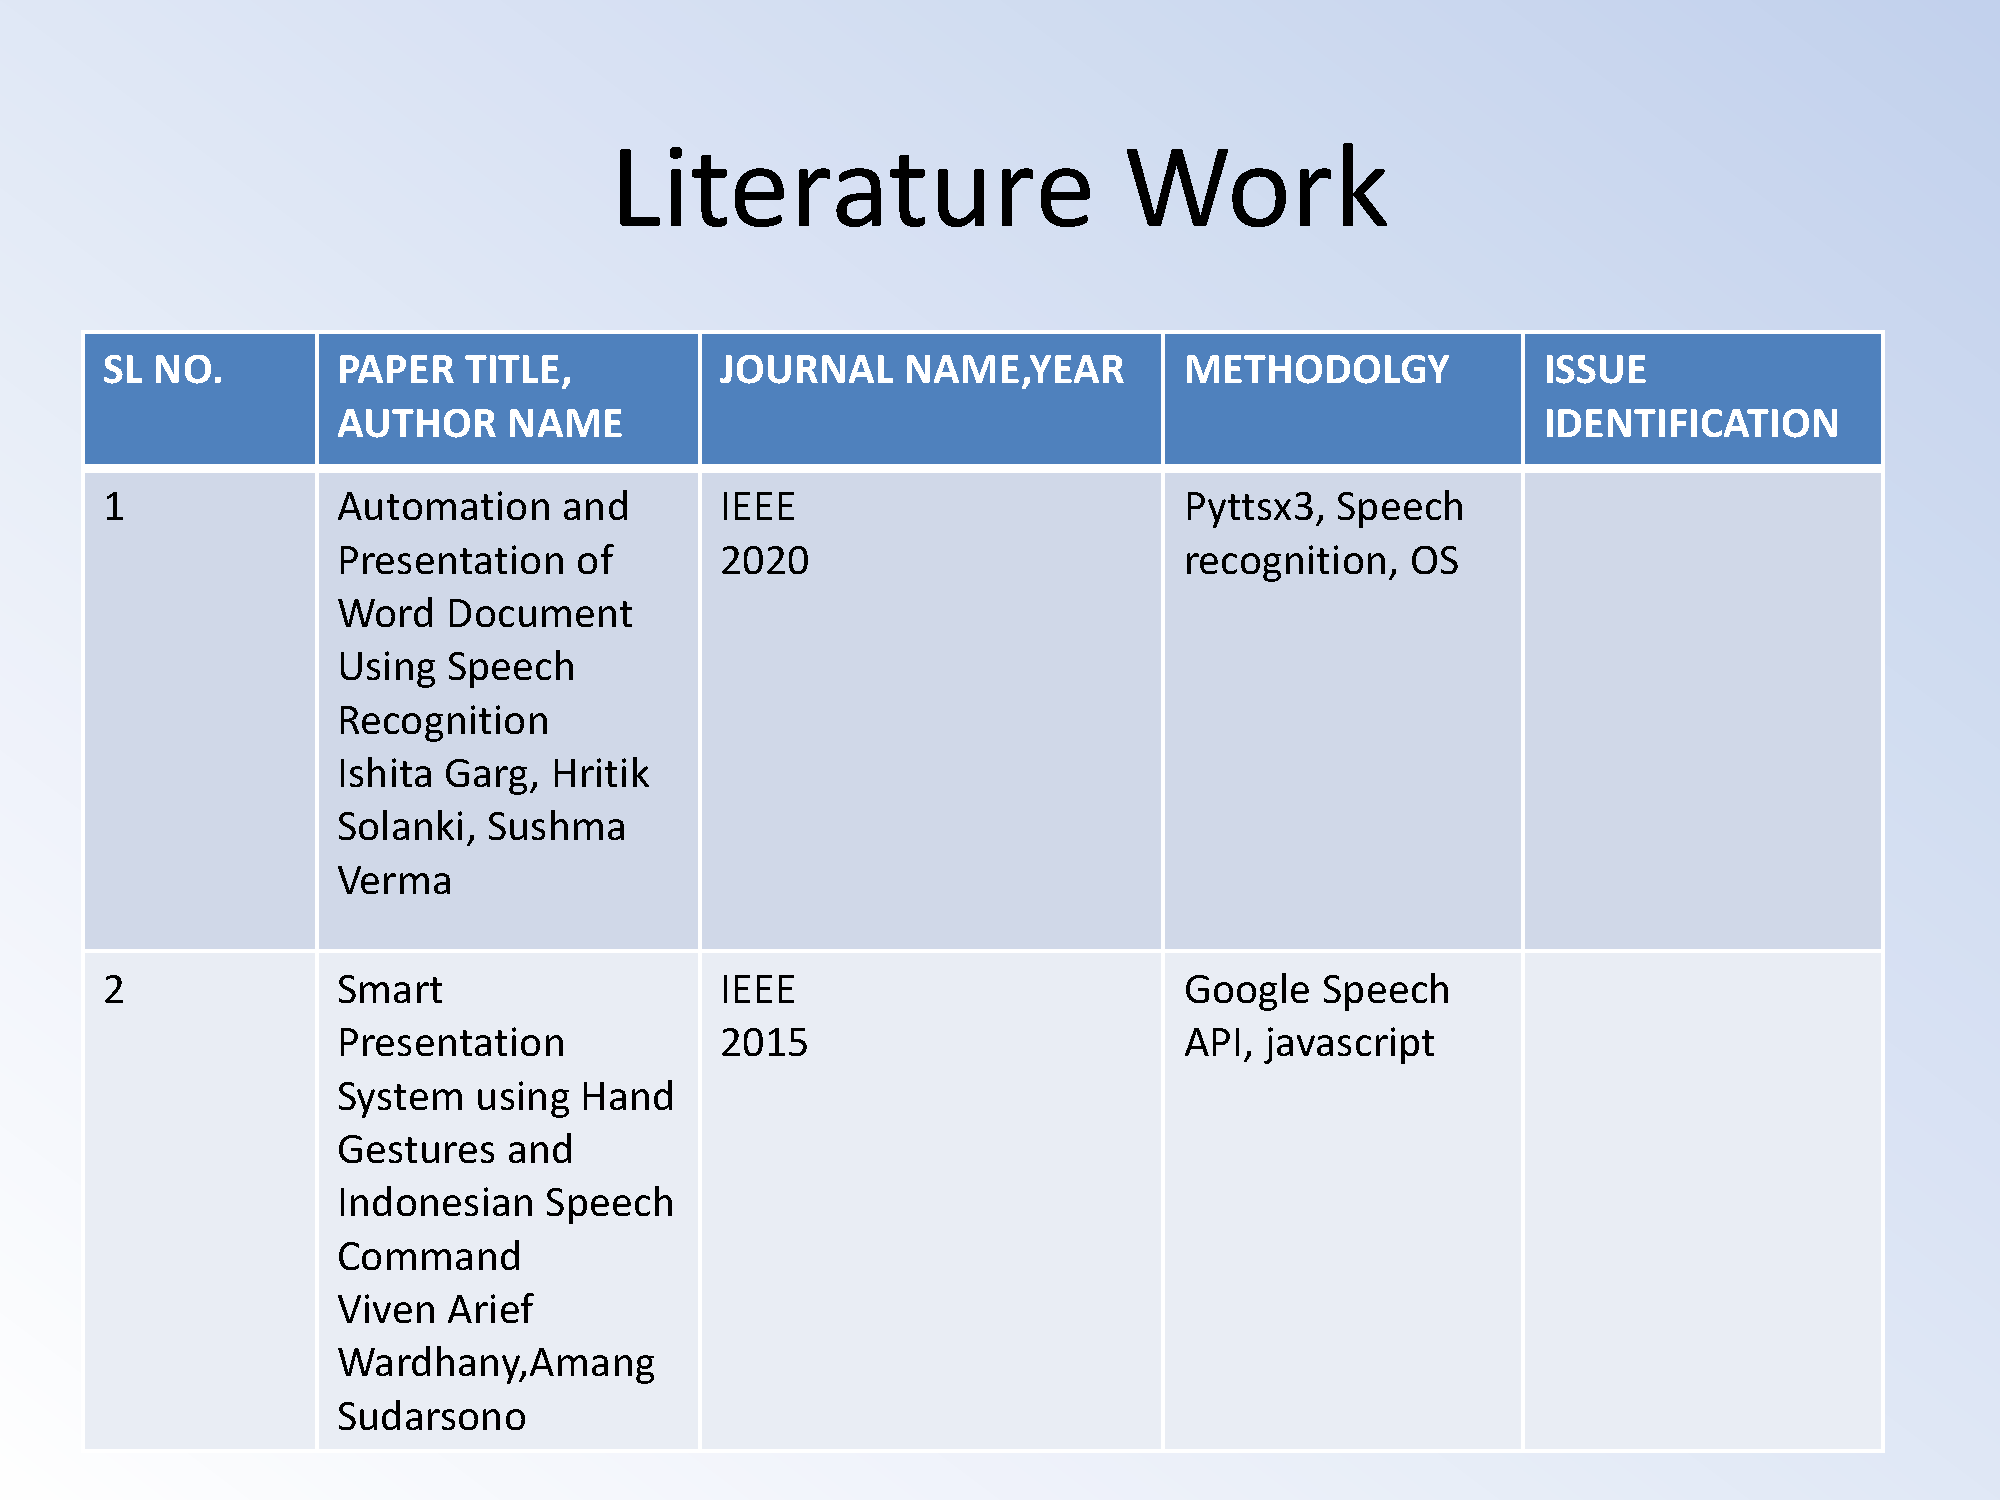 Literature Work
SL NO.
PAPER TITLE,
AUTHOR NAME
JOURNAL NAME,YEAR
METHODOLGY
ISSUE
IDENTIFICATION
1
Automation and
Presentation of
Word Document
Using Speech
Recognition
Ishita Garg, Hritik
Solanki, Sushma
Verma
IEEE
2020
Pyttsx3, Speech
recognition, OS
2
Smart
Presentation
System using Hand
Gestures and
Indonesian Speech
Command
Viven Arief
Wardhany,Amang
Sudarsono
IEEE
2015
Google Speech
API, javascript